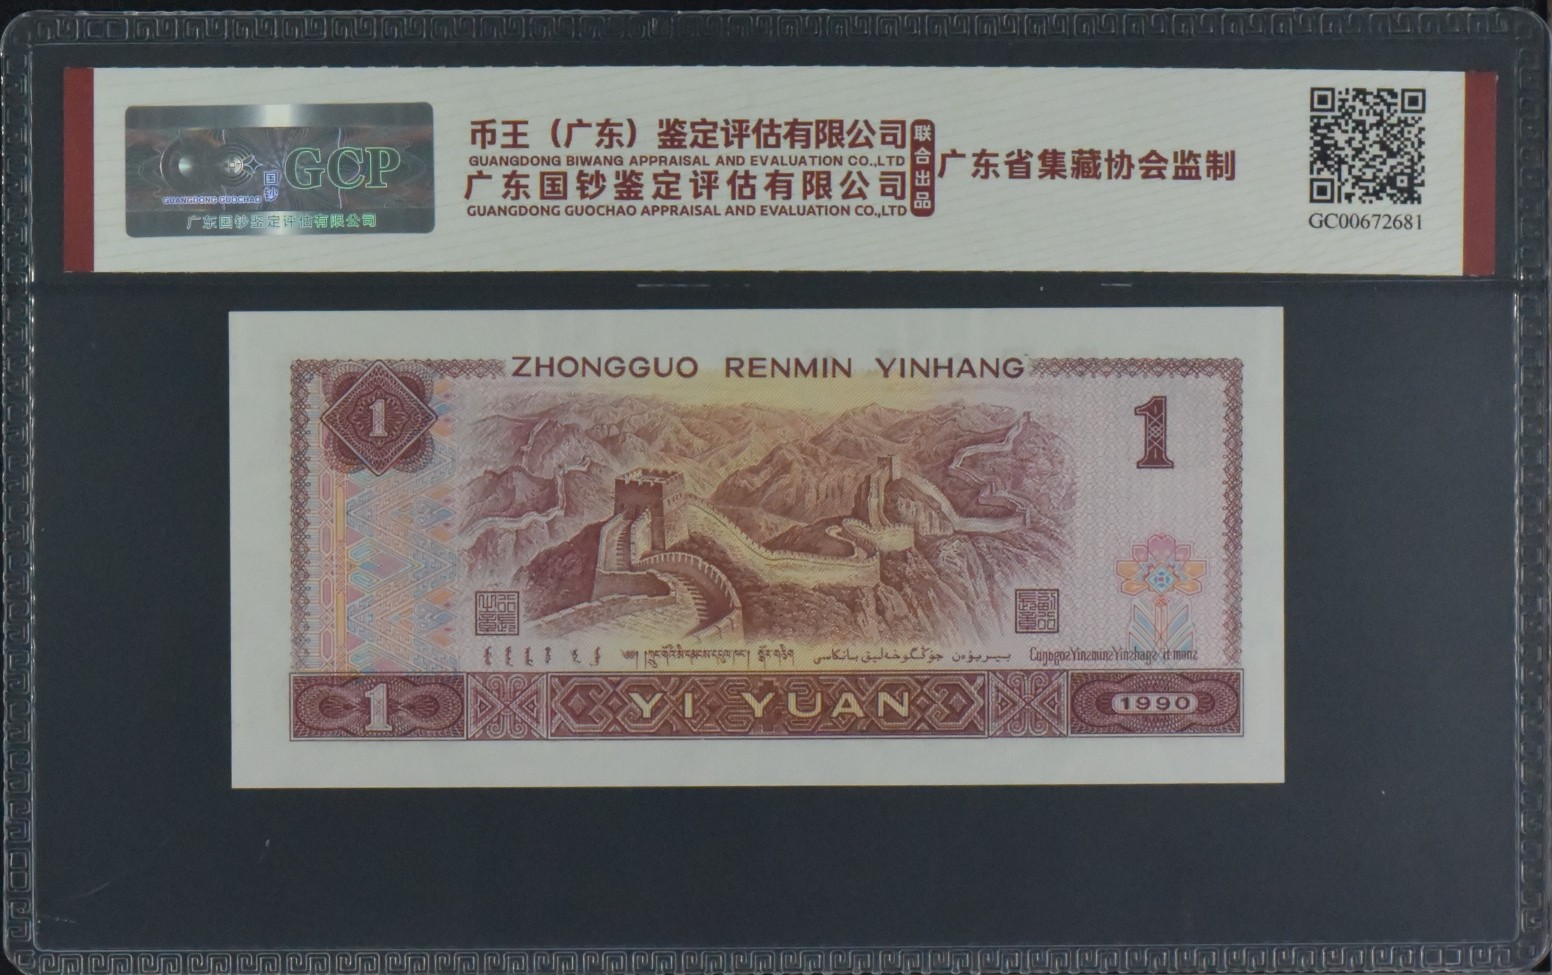 GCP
国钞
GUANGDONG GUOCHAO
广东国钞鉴定评估有限公司
币王（广东）鉴定评估有限公司
GUANGDONG BIWANG APPRAISAL AND EVALUATION CO.,LTD
广东国钞鉴定评估有限公司
GUANGDONG GUOCHAO APPRAISAL AND EVALUATION CO.,LTD
联合出品
广东省集藏协会监制
GC00672681
ZHONGGUO RENMIN YINHANG
1
1
1
YI YUAN
1990